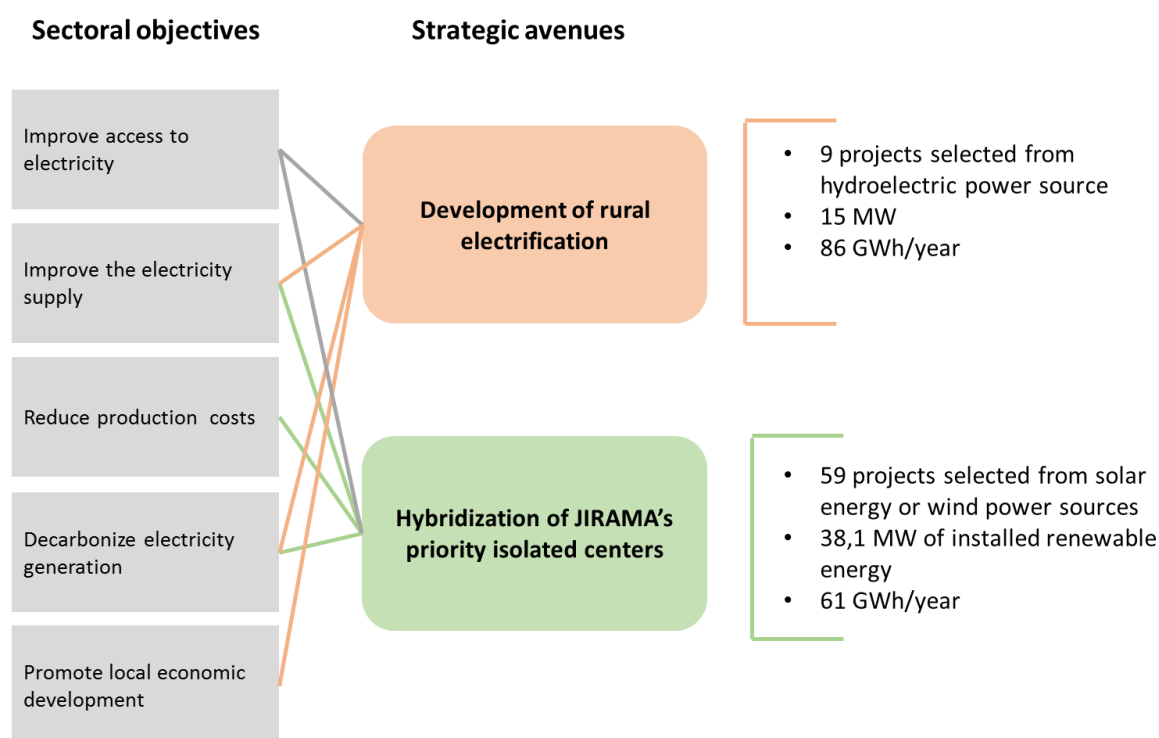 Sectoral objectives
Strategic avenues
Improve access to
electricity
Improve the electricity
supply
Reduce production costs
Decarbonize electricity
generation
Promote local economic
development
Development of rural
electrification
Hybridization of JIRAMA's
priority isolated centers
• 9 projects selected from
hydroelectric power source
• 15 MW
• 86 GWh/year
• 59 projects selected from solar
energy or wind power sources
• 38,1 MW of installed renewable
energy
• 61 GWh/year